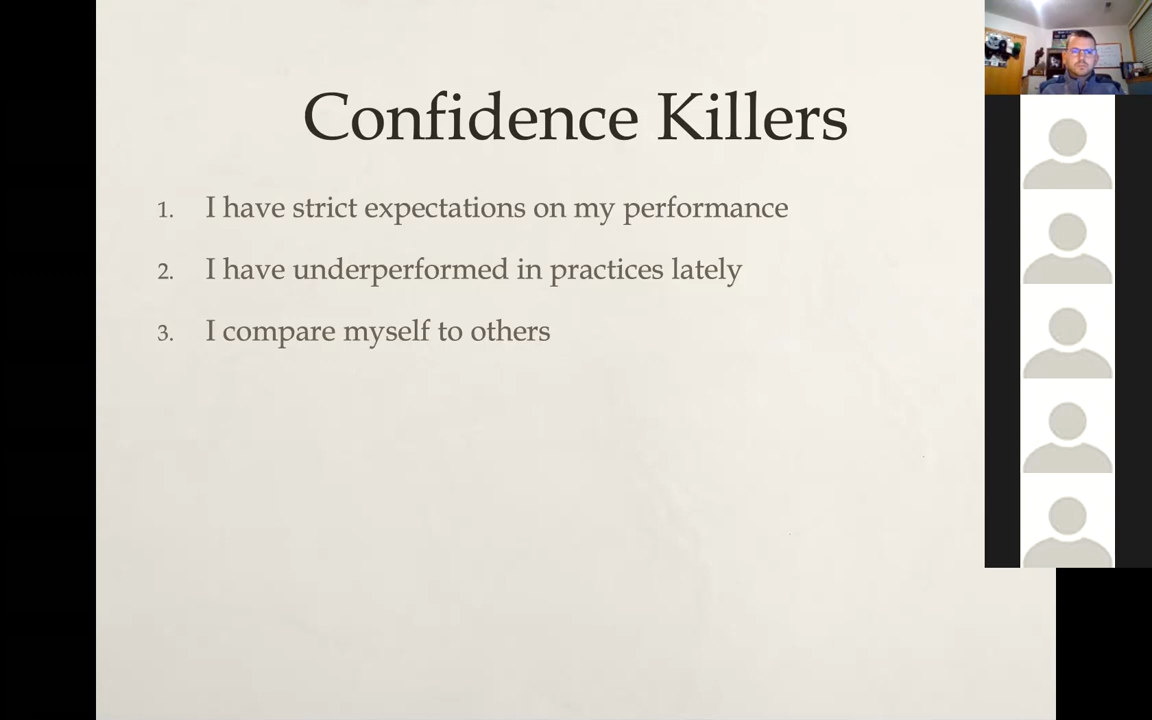 Confidence Killers
1. I have strict expectations on my performance
2. I have underperformed in practices lately
3. I compare myself to others